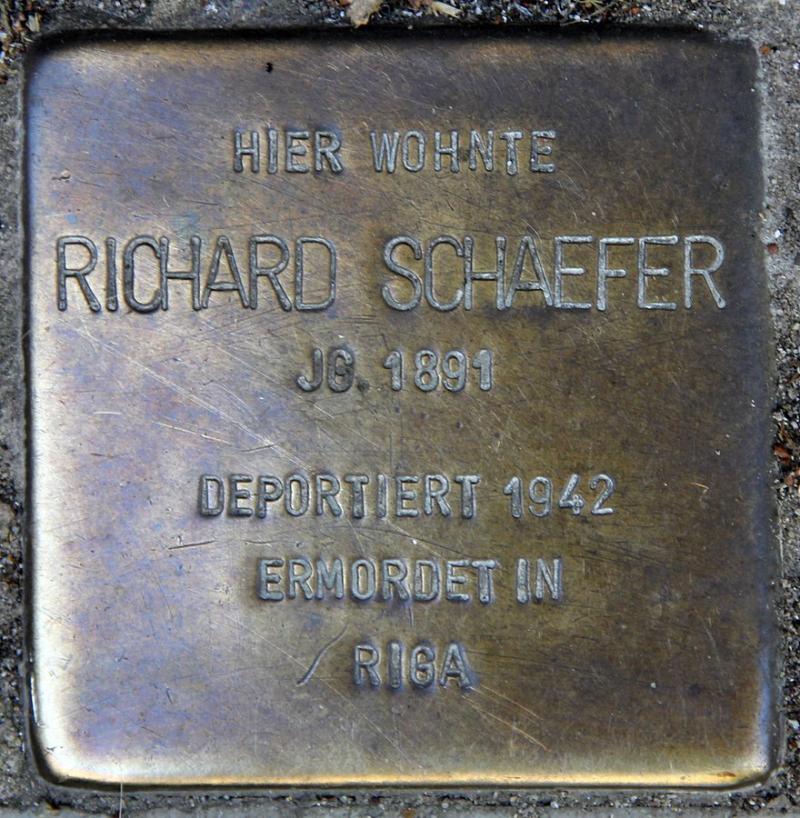 HIER WOHNTE
RICHARD SCHAEFER
JG. 1891
DEPORTIERT 1942
ERMORDET IN
RIGA